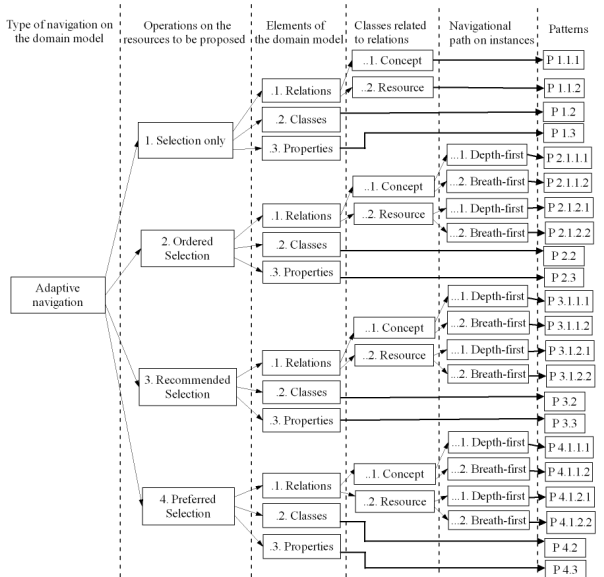 Type of navigation on
the domain model
Operations on the
resources to be proposed
Elements of
the domain model
Classes related
to relations
Navigational
path on instances
Patterns
Adaptive
navigation
1. Selection only
.1. Relations
..1. Concept
P 1.1.1
..2. Resource
P 1.1.2
.2. Classes
P 1.2
.3. Properties
P 1.3
2. Ordered
Selection
.1. Relations
..1. Concept
...1. Depth-first
P 2.1.1.1
...2. Breath-first
P 2.1.1.2
..2. Resource
...1. Depth-first
P 2.1.2.1
...2. Breath-first
P 2.1.2.2
.2. Classes
P 2.2
.3. Properties
P 2.3
3. Recommended
Selection
.1. Relations
..1. Concept
...1. Depth-first
P 3.1.1.1
...2. Breath-first
P 3.1.1.2
..2. Resource
...1. Depth-first
P 3.1.2.1
...2. Breath-first
P 3.1.2.2
.2. Classes
P 3.2
.3. Properties
P 3.3
4. Preferred
Selection
.1. Relations
..1. Concept
...1. Depth-first
P 4.1.1.1
...2. Breath-first
P 4.1.1.2
..2. Resource
...1. Depth-first
P 4.1.2.1
...2. Breath-first
P 4.1.2.2
.2. Classes
P 4.2
.3. Properties
P 4.3